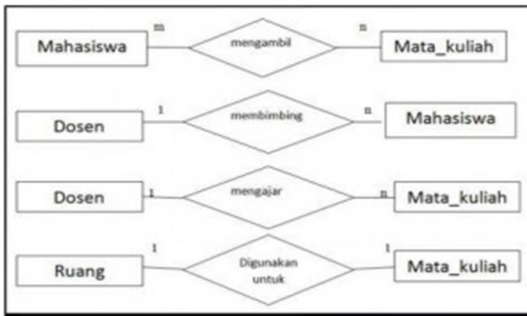 m n
Mahasiswa mengambil Mata_kuliah
1 n
Dosen membimbing Mahasiswa
Dosen 1 mengajar n Mata_kuliah
1 1
Ruang Digunakan Mata_kuliah
untuk